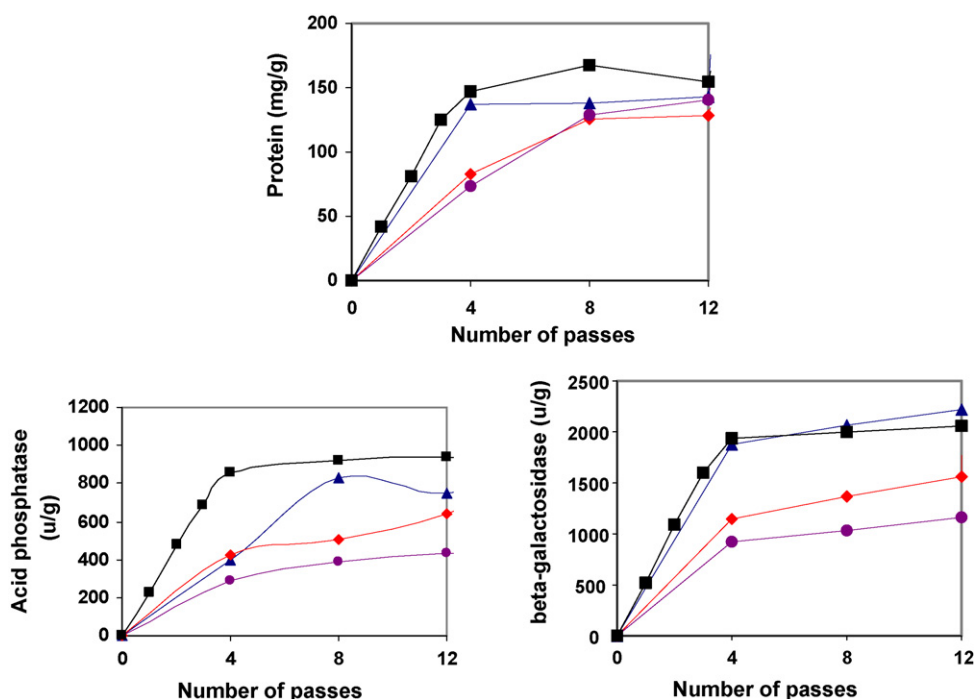 Protein (mg/g)
200
150
100
50
0
0 4 8 12
Number of passes
Acid phosphatase
(u/g)
1200
1000
800
600
400
200
0
0 4 8 12
Number of passes
beta-galactosidase (u/g)
2500
2000
1500
1000
500
0
0 4 8 12
Number of passes